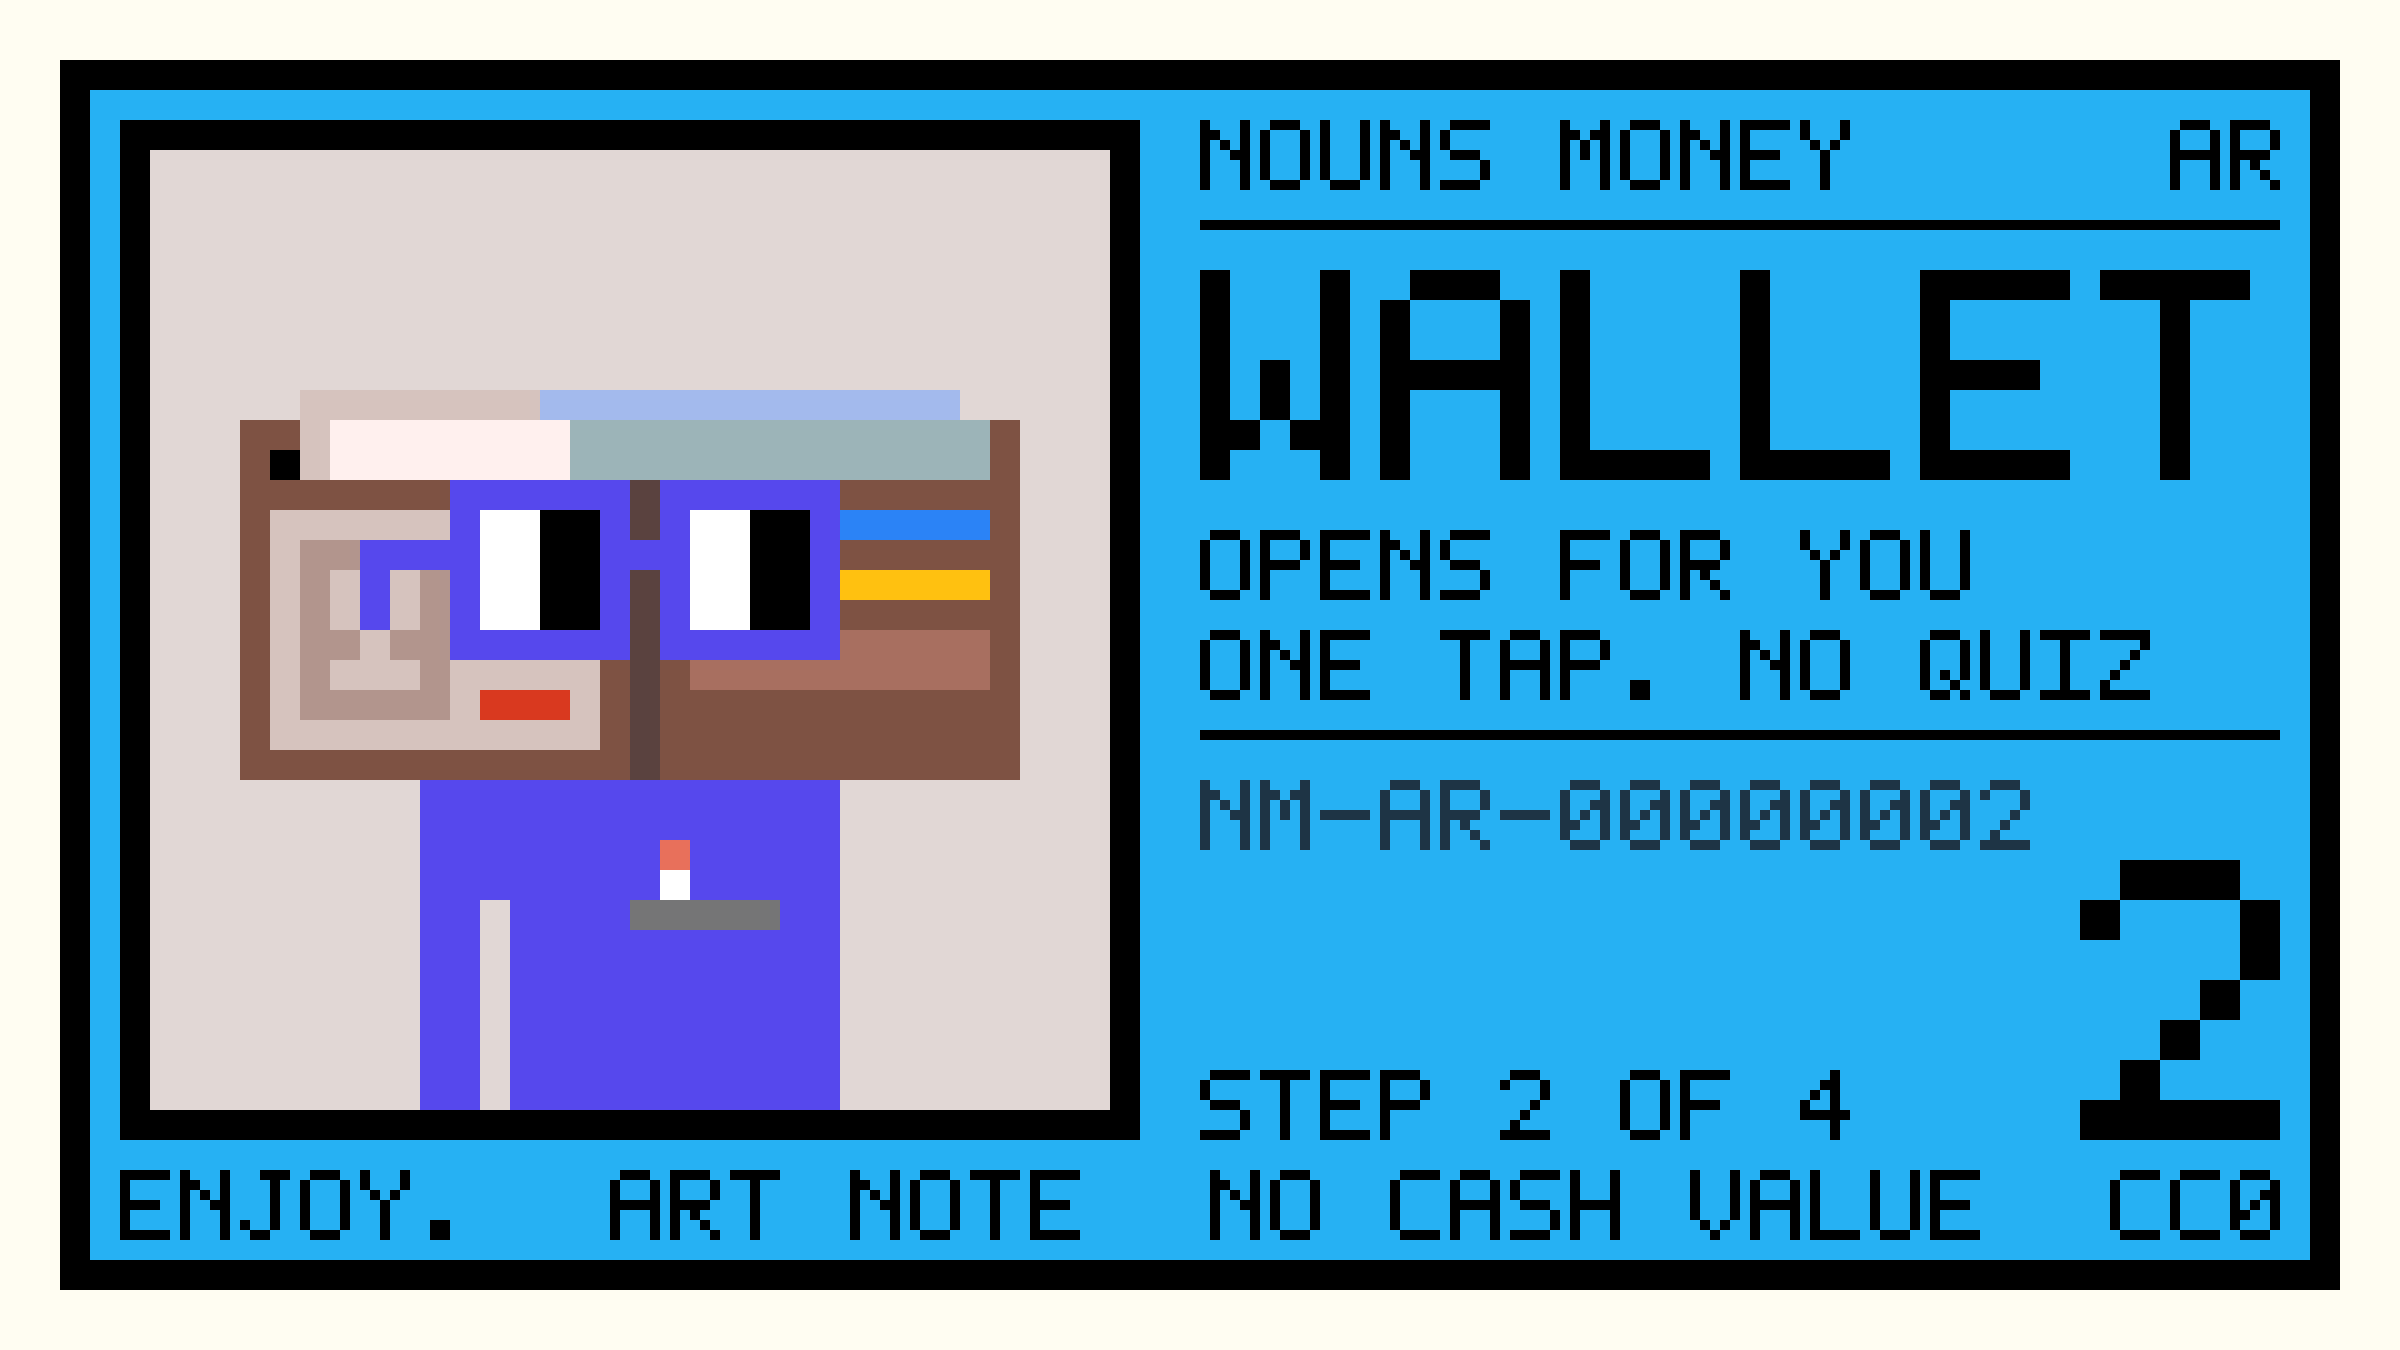 NOUNS MONEY AR
WALLET
OPENS FOR YOU
ONE TAP. NO QUIZ
NM-AR-00000002
2
STEP 2 OF 4
ENJOY. ART NOTE NO CASH VALUE CC0